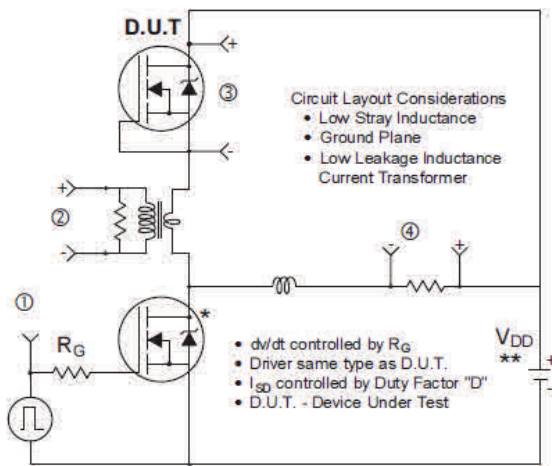 D.U.T
+
③
-
Circuit Layout Considerations
• Low Stray Inductance
• Ground Plane
• Low Leakage Inductance
Current Transformer
+
②
-
-
④
+
①
RG
*
• dv/dt controlled by RG
• Driver same type as D.U.T.
• ISD controlled by Duty Factor "D"
• D.U.T. - Device Under Test
VDD
**
+
-